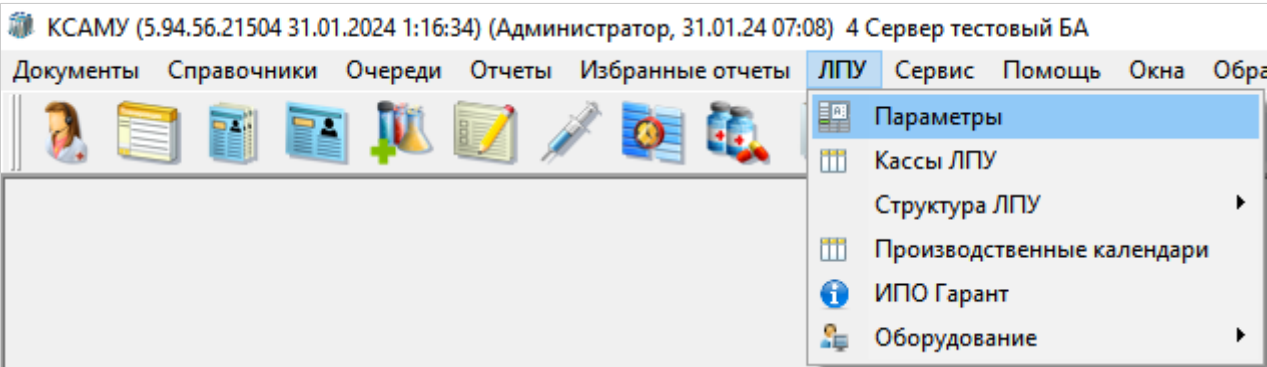 КСАМУ (5.94.56.21504 31.01.2024 1:16:34) (Администратор, 31.01.24 07:08) 4 Сервер тестовый БА
Документы Справочники Очереди Отчеты Избранные отчеты ЛПУ Сервис Помощь Окна Обра
Параметры
Кассы ЛПУ
Структура ЛПУ
Производственные календари
ИПО Гарант
Оборудование